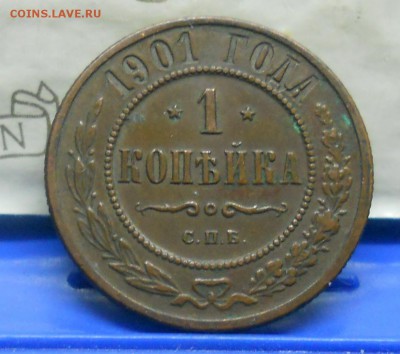 COINS.LAVE.RU
1901 ГОДА
* 1 *
КОПѢЙКА
С.П.Б.
N